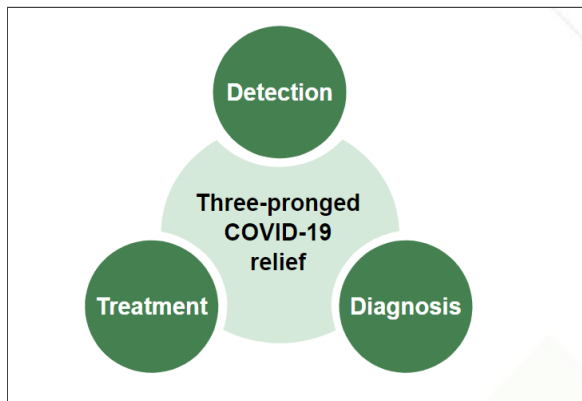 Detection
Three-pronged
COVID-19
relief
Treatment
Diagnosis